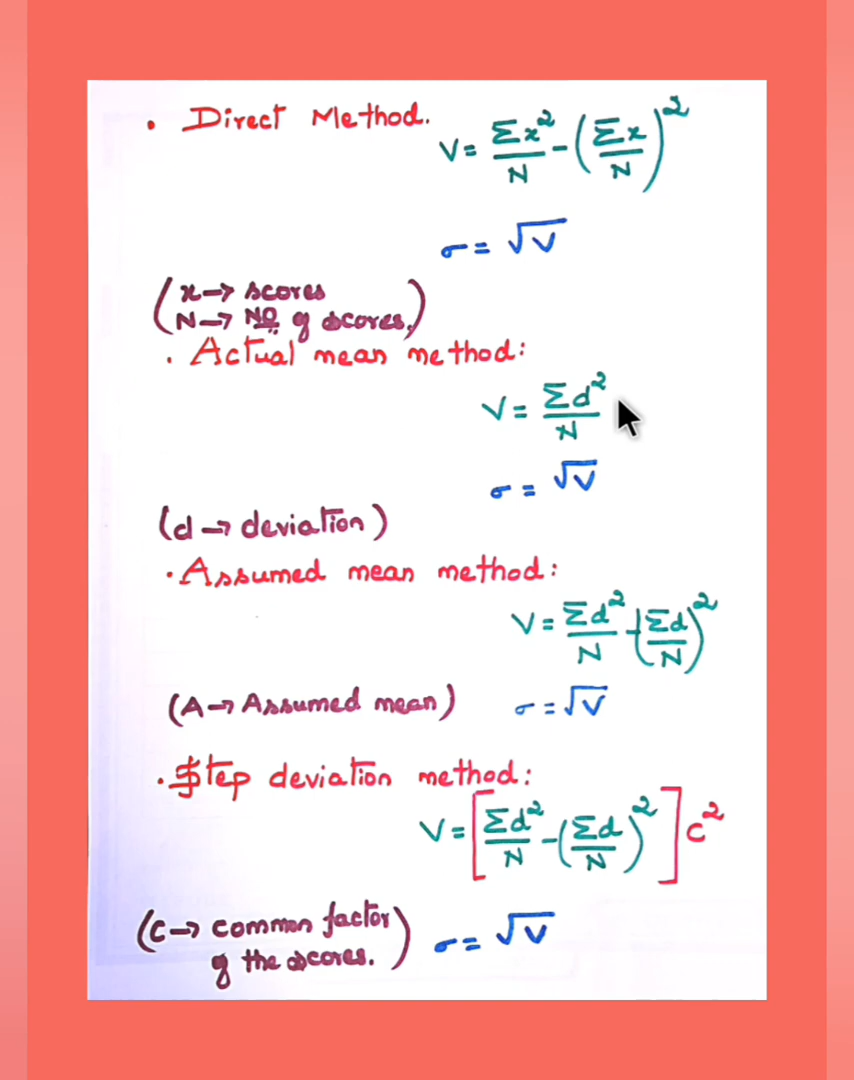 • Direct Method.
V = Σx²/N - (Σx/N)²
σ = √V
(x → scores
N → No of scores.)
• Actual mean method:
V = Σd²/N
σ = √V
(d → deviation)
• Assumed mean method:
V = Σd²/N - (Σd/N)²
(A → Assumed mean) σ = √V
• Step deviation method:
V = [Σd²/N - (Σd/N)²] c²
(C → common factor
of the scores.) σ = √V